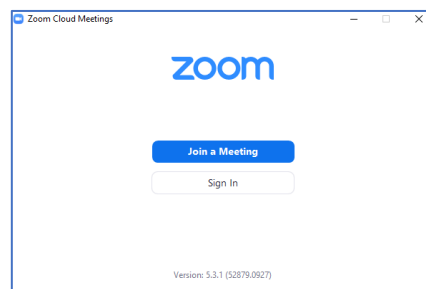 Zoom Cloud Meetings
zoom
Join a Meeting
Sign In
Version: 5.3.1 (52879.0927)